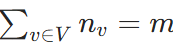 ∑_{v∈V} n_v = m